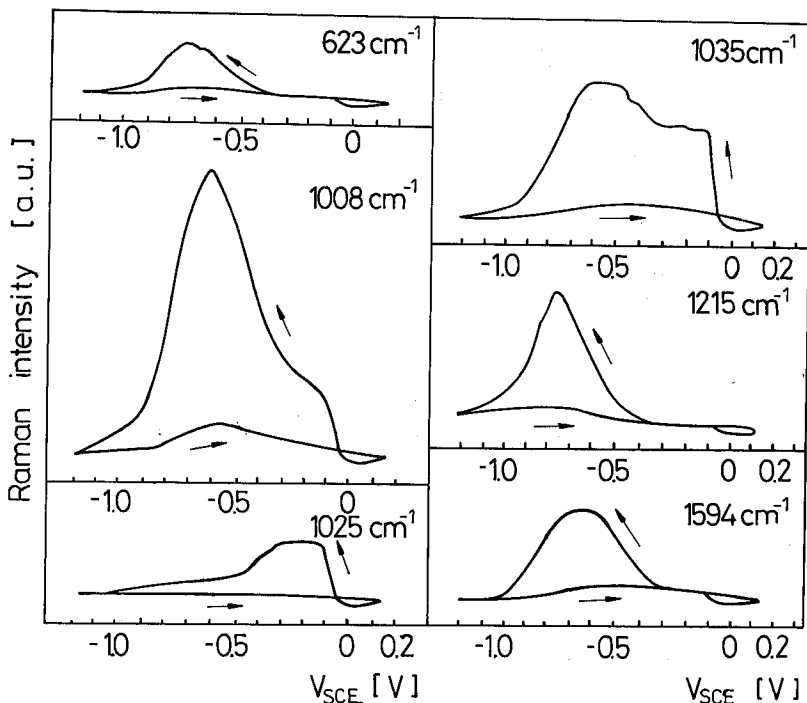 Raman intensity [a.u.]
623 cm⁻¹
-1.0 -0.5 0
1008 cm⁻¹
-1.0 -0.5 0
1025 cm⁻¹
-1.0 -0.5 0 0.2
V_SCE [V]
1035 cm⁻¹
-1.0 -0.5 0 0.2
1215 cm⁻¹
-1.0 -0.5 0 0.2
1594 cm⁻¹
-1.0 -0.5 0 0.2
V_SCE [V]